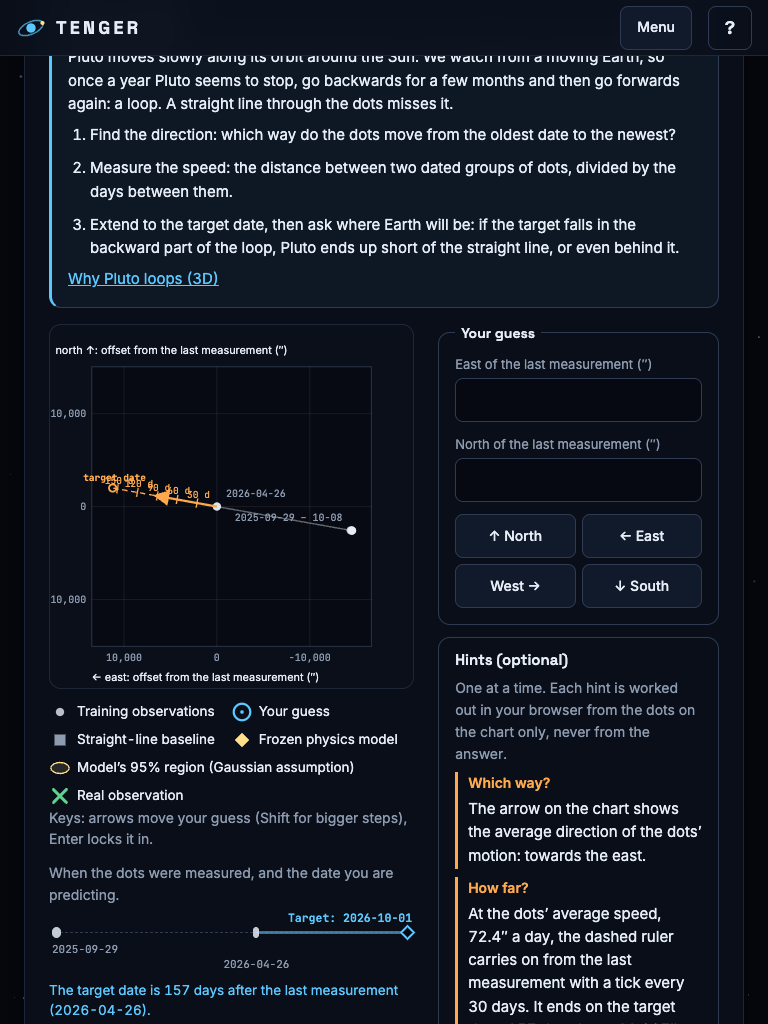 TENGER
Menu
?
Pluto moves slowly along its orbit around the Sun. We watch from a moving Earth, so
once a year Pluto seems to stop, go backwards for a few months and then go forwards
again: a loop. A straight line through the dots misses it.
1. Find the direction: which way do the dots move from the oldest date to the newest?
2. Measure the speed: the distance between two dated groups of dots, divided by the
days between them.
3. Extend to the target date, then ask where Earth will be: if the target falls in the
backward part of the loop, Pluto ends up short of the straight line, or even behind it.
Why Pluto loops (3D)
north ↑: offset from the last measurement (″)
10,000
target date
150 d
120 d
90 d
60 d
30 d
2026-04-26
0
2025-09-29 – 10-08
10,000
10,000
0
-10,000
← east: offset from the last measurement (″)
Training observations
Your guess
Straight-line baseline
Frozen physics model
Model's 95% region (Gaussian assumption)
Real observation
Keys: arrows move your guess (Shift for bigger steps),
Enter locks it in.
When the dots were measured, and the date you are
predicting.
Target: 2026-10-01
2025-09-29
2026-04-26
The target date is 157 days after the last measurement
(2026-04-26).
Your guess
East of the last measurement (″)
North of the last measurement (″)
↑ North
← East
West →
↓ South
Hints (optional)
One at a time. Each hint is worked
out in your browser from the dots on
the chart only, never from the
answer.
Which way?
The arrow on the chart shows
the average direction of the dots'
motion: towards the east.
How far?
At the dots' average speed,
72.4″ a day, the dashed ruler
carries on from the last
measurement with a tick every
30 days. It ends on the target